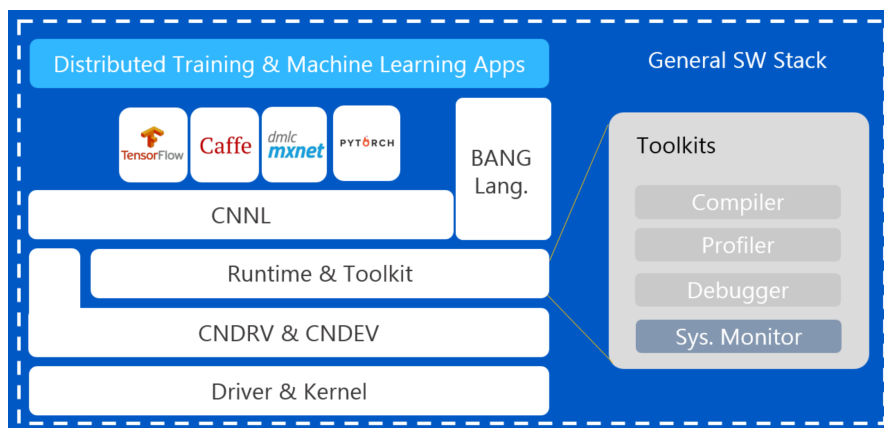 Distributed Training & Machine Learning Apps
General SW Stack
TensorFlow
Caffe
dmlc
mxnet
PYTORCH
BANG
Lang.
CNNL
Runtime & Toolkit
CNDRV & CNDEV
Driver & Kernel
Toolkits
Compiler
Profiler
Debugger
Sys. Monitor